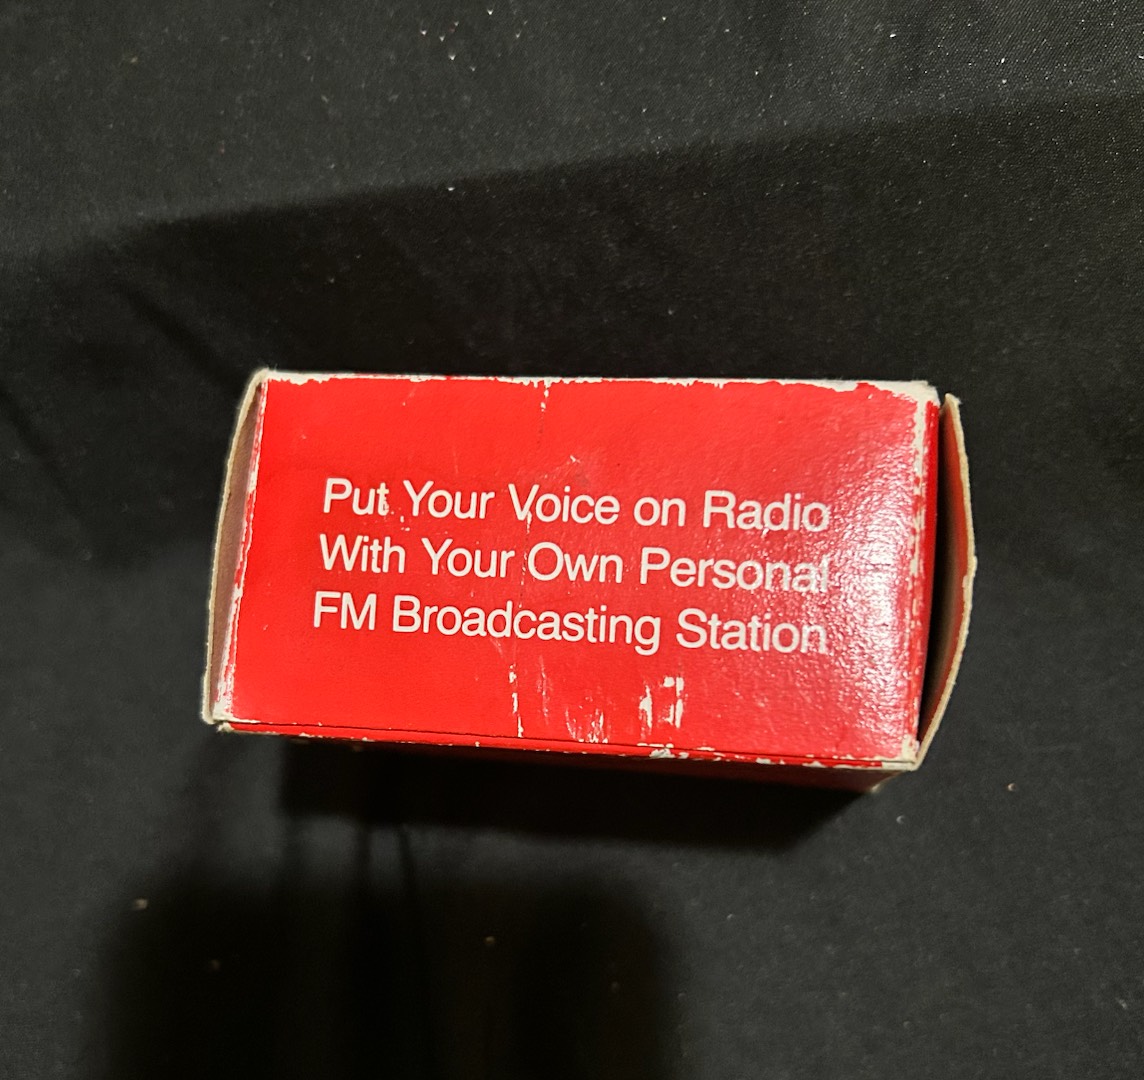 Put Your Voice on Radio
With Your Own Personal
FM Broadcasting Station